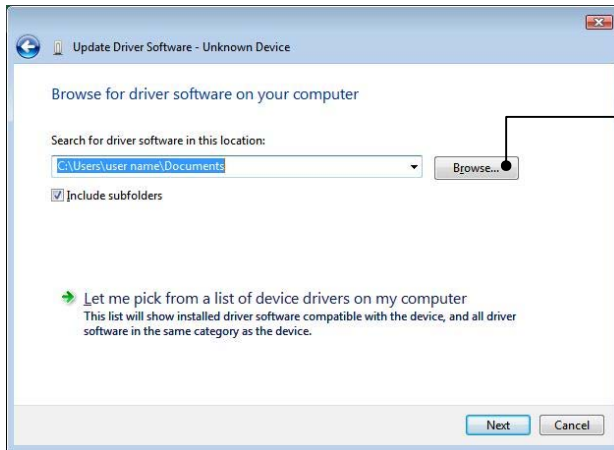 Update Driver Software - Unknown Device
Browse for driver software on your computer
Search for driver software in this location:
C:\Users\user name\Documents
Browse...
Include subfolders
Let me pick from a list of device drivers on my computer
This list will show installed driver software compatible with the device, and all driver
software in the same category as the device.
Next
Cancel